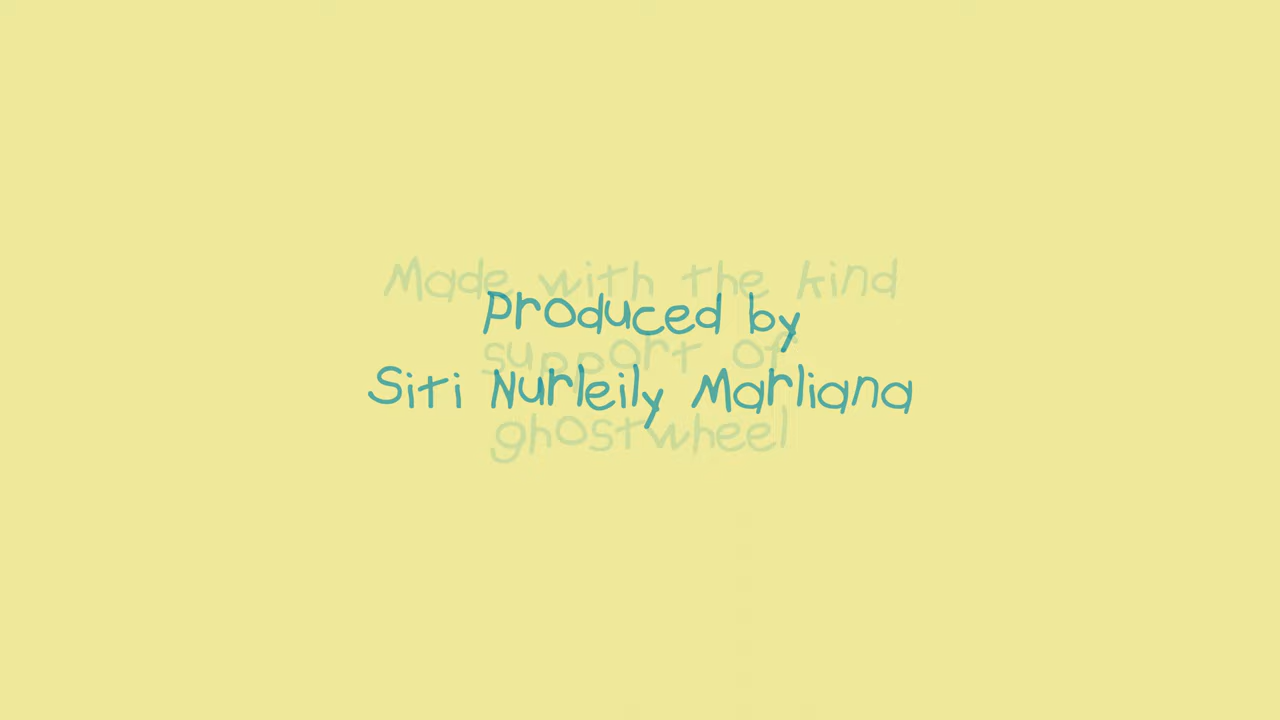 Made with the kind
Produced by
support of
Siti Nurleily Marliana
ghostwheel